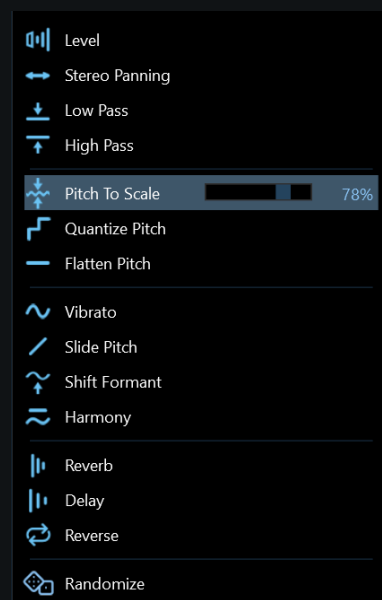 Level
Stereo Panning
Low Pass
High Pass
Pitch To Scale 78%
Quantize Pitch
Flatten Pitch
Vibrato
Slide Pitch
Shift Formant
Harmony
Reverb
Delay
Reverse
Randomize